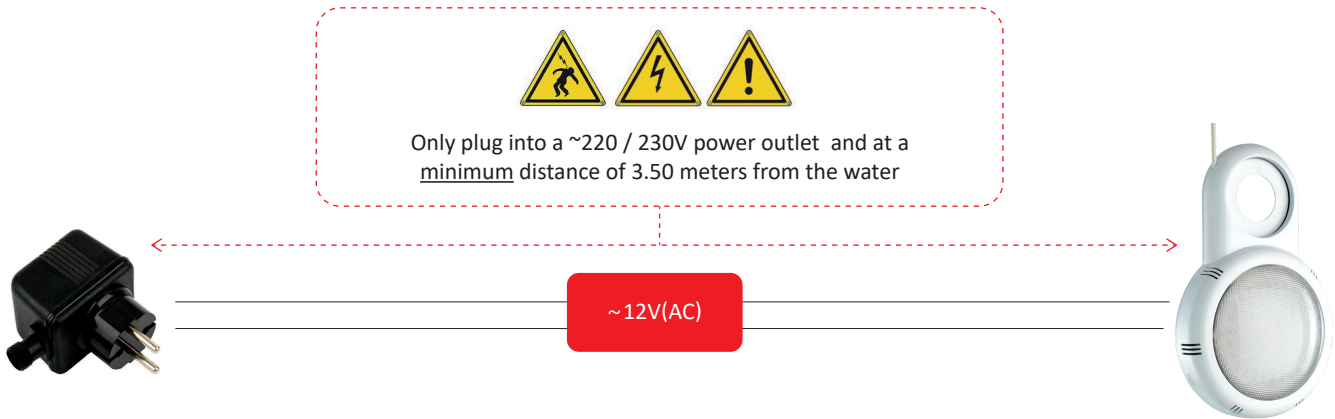 Only plug into a ~220 / 230V power outlet and at a
minimum distance of 3.50 meters from the water
~12V(AC)